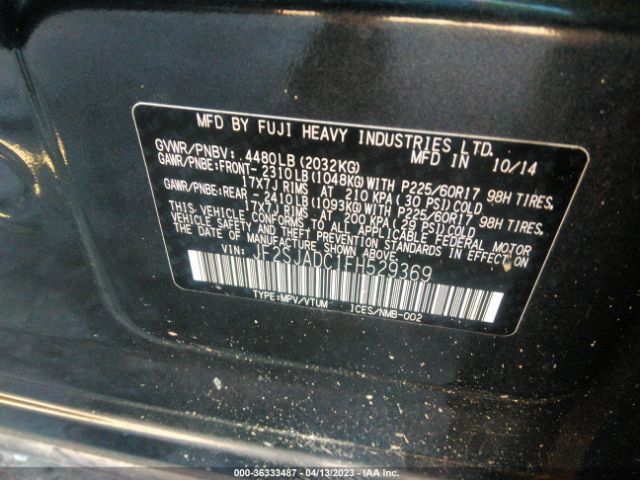 MFD BY FUJI HEAVY INDUSTRIES LTD.
GVWR/PNBV: 4480LB (2032KG) MFD IN 10/14
GAWR/PNBE:FRONT- 2310LB (1048KG) WITH P225/60R17 98H TIRES,
17X7J RIMS AT 210 KPA (30 PSI) COLD
GAWR/PNBE:REAR - 2410LB (1093KG) WITH P225/60R17 98H TIRES,
17X7J RIMS AT 200 KPA (29 PSI) COLD
THIS VEHICLE CONFORMS TO ALL APPLICABLE FEDERAL MOTOR
VEHICLE SAFETY AND BUMPER STANDARDS IN EFFECT ON
THE DATE OF MANUFACTURE SHOWN ABOVE.
VIN: JF2SJADC1FH529369
TYPE:MPV/VTUM ICES/NMB-002
000-36333487 - 04/13/2023 - IAA Inc.